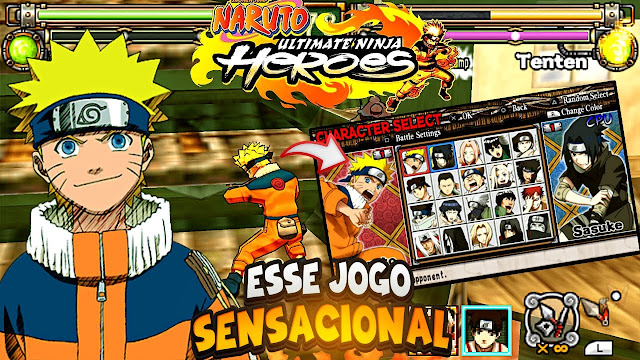 NARUTO
ULTIMATE NINJA
HEROES
Tenten
CHARACTER SELECT
OK
Back
Random Select
Battle Settings
Change Color
CPU
Sasuke
opponent.
ESSE JOGO
SENSACIONAL
X∞
L